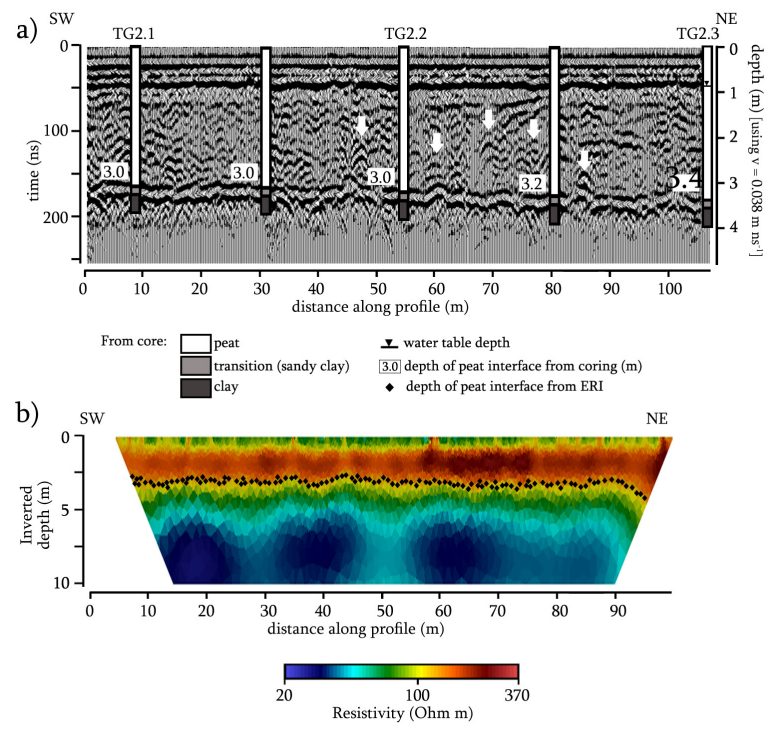 a)
SW
NE
TG2.1
TG2.2
TG2.3
0
100
200
time (ns)
3.0
3.0
3.0
3.2
3.4
0
1
2
3
4
depth (m) [using v = 0.038 m ns⁻¹]
0 10 20 30 40 50 60 70 80 90 100
distance along profile (m)
From core:
peat
transition (sandy clay)
clay
water table depth
3.0 depth of peat interface from coring (m)
depth of peat interface from ERI
b)
SW
NE
0
5
10
Inverted
depth (m)
0 10 20 30 40 50 60 70 80 90
distance along profile (m)
20 100 370
Resistivity (Ohm m)